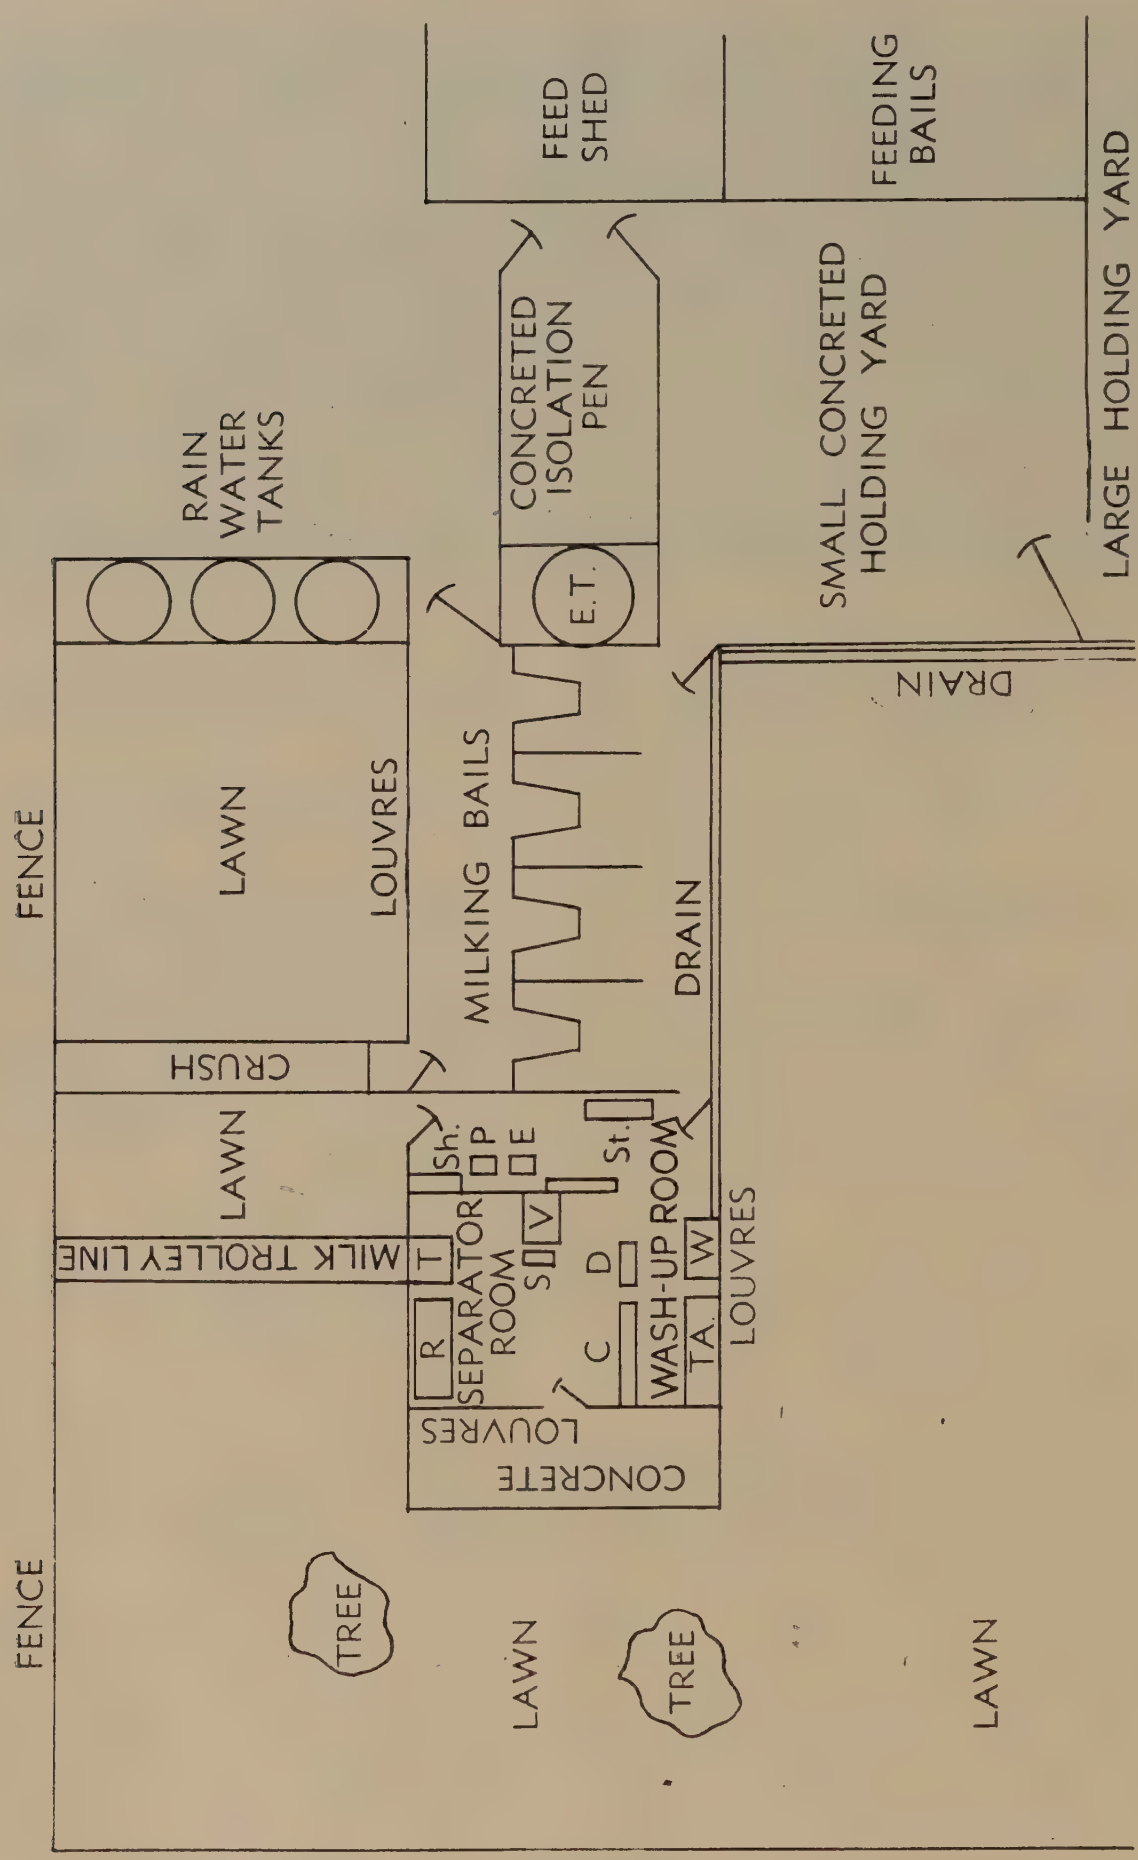 FENCE
FENCE
RAIN
WATER
TANKS
FEED
SHED
FEEDING
BAILS
CONCRETED
ISOLATION
PEN
E.T.
SMALL CONCRETED
HOLDING YARD
LARGE HOLDING YARD
LAWN
LOUVRES
MILKING BAILS
DRAIN
DRAIN
CRUSH
LAWN
MILK TROLLEY LINE
T
R
SEPARATOR
ROOM
Sh.
P
E
St.
V
S
D
C
WASH-UP ROOM
W
TA.
LOUVRES
LOUVRES
CONCRETE
TREE
TREE
LAWN
LAWN